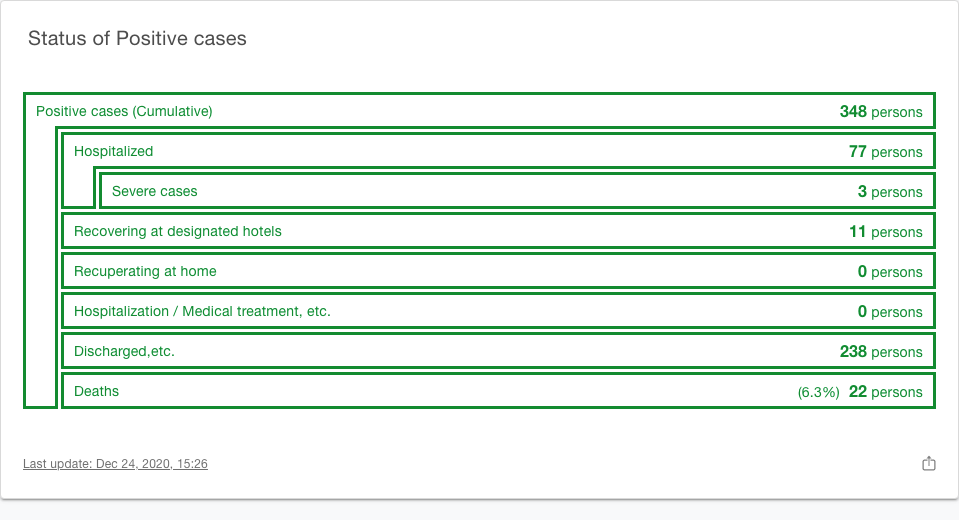 Status of Positive cases
Positive cases (Cumulative) 348 persons
Hospitalized 77 persons
Severe cases 3 persons
Recovering at designated hotels 11 persons
Recuperating at home 0 persons
Hospitalization / Medical treatment, etc. 0 persons
Discharged,etc. 238 persons
Deaths (6.3%) 22 persons
Last update: Dec 24, 2020, 15:26